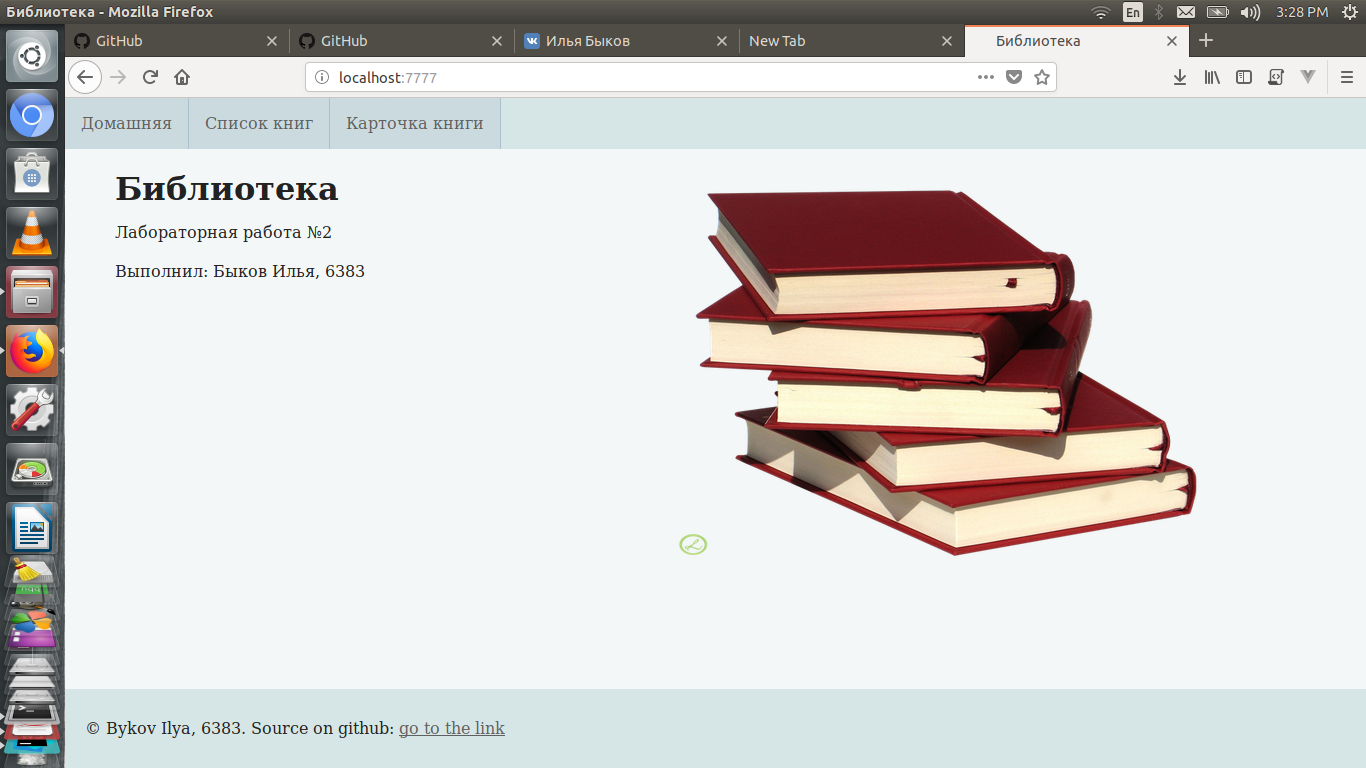 Библиотека - Mozilla Firefox
En
3:28 PM
GitHub
GitHub
Илья Быков
New Tab
Библиотека
localhost:7777
Домашняя
Список книг
Карточка книги
Библиотека
Лабораторная работа №2
Выполнил: Быков Илья, 6383
© Bykov Ilya, 6383. Source on github: go to the link